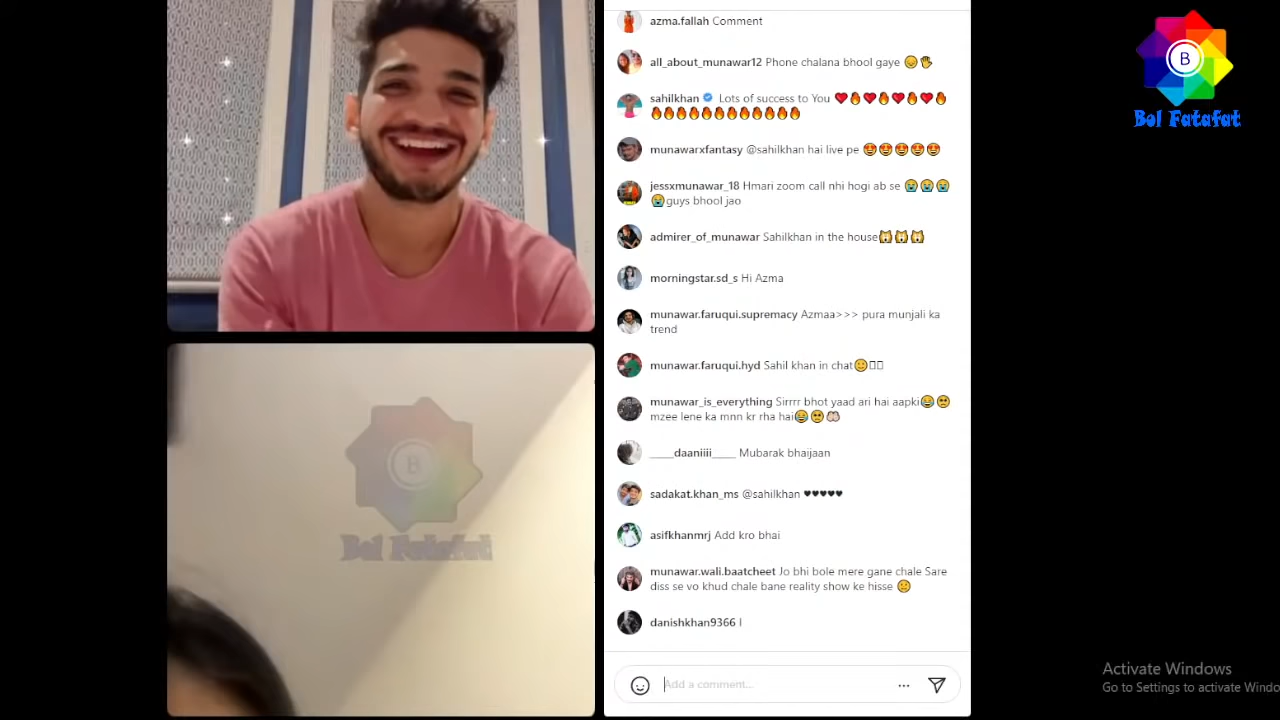 azma.fallah Comment
all_about_munawar12 Phone chalana bhool gaye 😊🤚
sahilkhan Lots of success to You ❤️🔥❤️🔥❤️🔥❤️🔥❤️🔥
🔥🔥🔥🔥🔥🔥🔥🔥🔥🔥🔥🔥
munawarxfantasy @sahilkhan hai live pe 😍😍😍😍😍
jessxmunawar_18 Hmari zoom call nhi hogi ab se 😭😭😭
😭guys bhool jao
admirer_of_munawar Sahilkhan in the house🙀🙀🙀
morningstar.sd_s Hi Azma
munawar.faruqui.supremacy Azmaa>>> pura munjali ka
trend
munawar.faruqui.hyd Sahil khan in chat🙂
munawar_is_everything Sirrrr bhot yaad ari hai aapki😂🥺
mzee lene ka mnn kr rha hai😂🥺
____daaniiii____ Mubarak bhaijaan
sadakat.khan_ms @sahilkhan ♥♥♥♥♥
asifkhanmrj Add kro bhai
munawar.wali.baatcheet Jo bhi bole mere gane chale Sare
diss se vo khud chale bane reality show ke hisse 🙂
danishkhan9366 I
Add a comment...
B
Bol Fatafat
B
Bol Fatafat
Activate Windows
Go to Settings to activate Windo